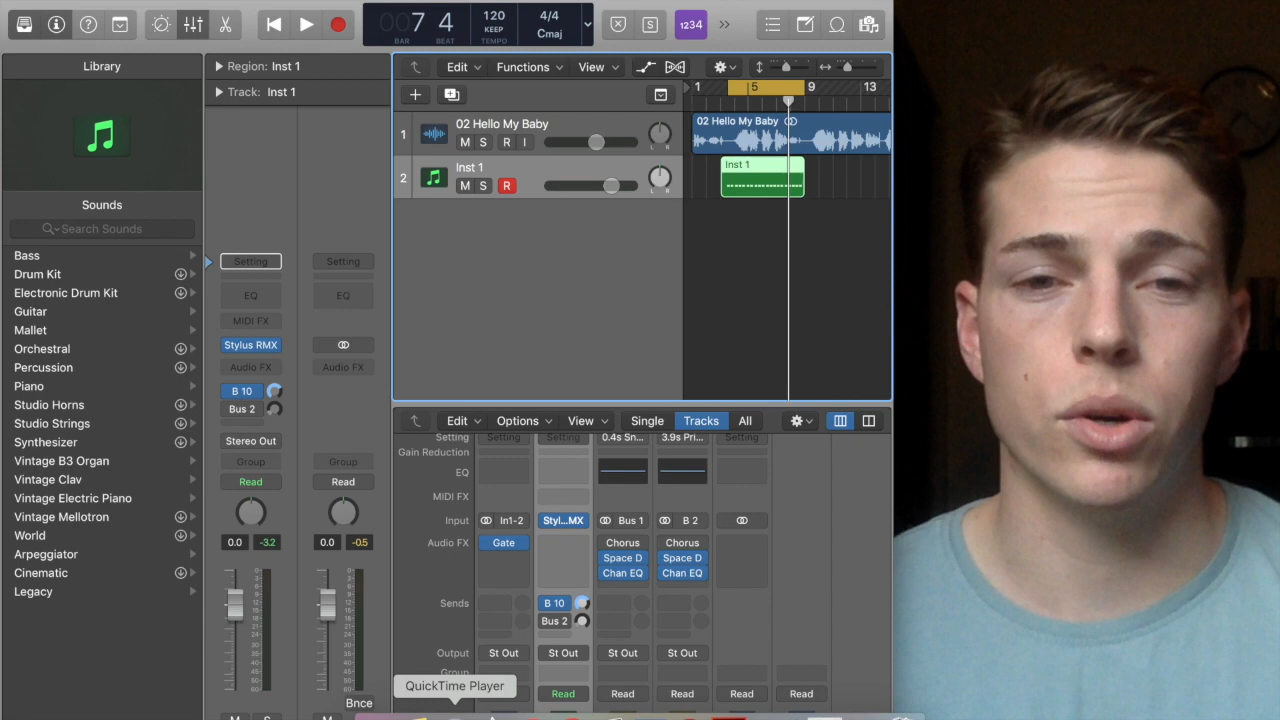 007 4
BAR BEAT
120
KEEP
TEMPO
4/4
Cmaj
S
1234
Library
Sounds
Search Sounds
Bass
Drum Kit
Electronic Drum Kit
Guitar
Mallet
Orchestral
Percussion
Piano
Studio Horns
Studio Strings
Synthesizer
Vintage B3 Organ
Vintage Clav
Vintage Electric Piano
Vintage Mellotron
World
Arpeggiator
Cinematic
Legacy
Region: Inst 1
Track: Inst 1
Setting Setting
EQ EQ
MIDI FX
Stylus RMX
Audio FX Audio FX
B 10
Bus 2
Stereo Out
Group Group
Read Read
0.0 -3.2 0.0 -0.5
Bnce
M S M
Edit Functions View
1 5 9 13
1 02 Hello My Baby
M S R I
L R
2 Inst 1
M S R
L R
02 Hello My Baby
Inst 1
Edit Options View Single Tracks All
Setting Setting Setting 0.4s Sn... 3.9s Pri... Setting
Gain Reduction
EQ
MIDI FX
Input In1-2 Styl...MX Bus 1 B 2
Audio FX Gate Chorus Chorus
Space D Space D
Chan EQ Chan EQ
Sends B 10
Bus 2
Output St Out St Out St Out St Out
Group
QuickTime Player
Read Read Read Read Read